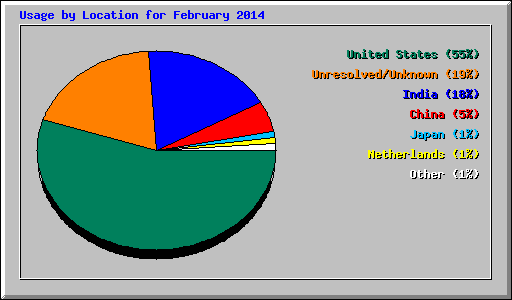 Usage by Location for February 2014
United States (55%)
Unresolved/Unknown (19%)
India (18%)
China (5%)
Japan (1%)
Netherlands (1%)
Other (1%)